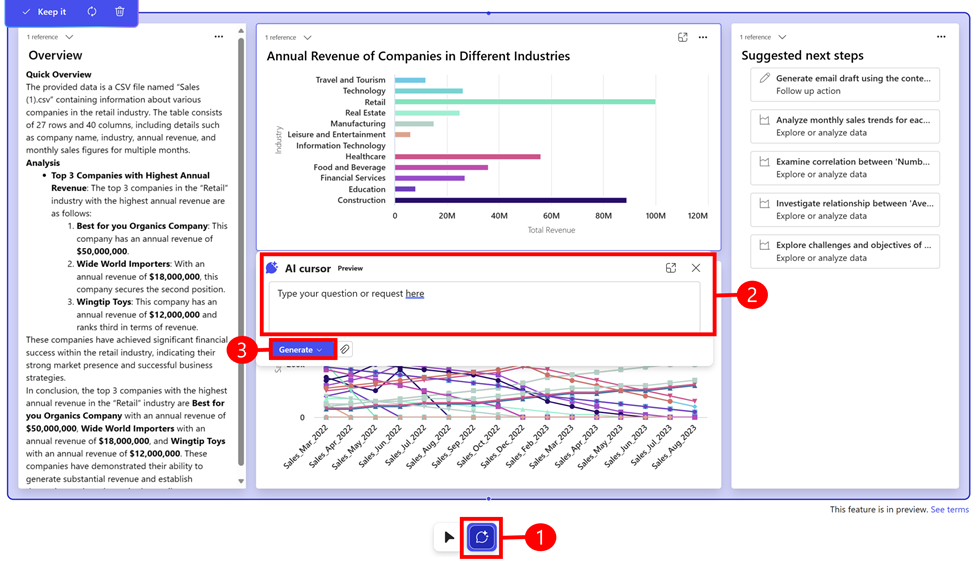 Keep it
1 reference
Overview
Quick Overview
The provided data is a CSV file named "Sales
(1).csv" containing information about various
companies in the retail industry. The table consists
of 27 rows and 40 columns, including details such
as company name, industry, annual revenue, and
monthly sales figures for multiple months.
Analysis
• Top 3 Companies with Highest Annual
Revenue: The top 3 companies in the "Retail"
industry with the highest annual revenue are
as follows:
1. Best for you Organics Company: This
company has an annual revenue of
$50,000,000.
2. Wide World Importers: With an
annual revenue of $18,000,000, this
company secures the second position.
3. Wingtip Toys: This company has an
annual revenue of $12,000,000 and
ranks third in terms of revenue.
These companies have achieved significant financial
success within the retail industry, indicating their
strong market presence and successful business
strategies.
In conclusion, the top 3 companies with the highest
annual revenue in the "Retail" industry are Best for
you Organics Company with an annual revenue of
$50,000,000, Wide World Importers with an
annual revenue of $18,000,000, and Wingtip Toys
with an annual revenue of $12,000,000. These
companies have demonstrated their ability to
generate substantial revenue and establish
1 reference
Annual Revenue of Companies in Different Industries
Industry
Travel and Tourism
Technology
Retail
Real Estate
Manufacturing
Leisure and Entertainment
Information Technology
Healthcare
Food and Beverage
Financial Services
Education
Construction
0 20M 40M 60M 80M 100M 120M
Total Revenue
AI cursor Preview
Type your question or request here
2
3
Generate
0
Sales_Mar_2022
Sales_Apr_2022
Sales_May_2022
Sales_Jun_2022
Sales_Jul_2022
Sales_Aug_2022
Sales_Sep_2022
Sales_Oct_2022
Sales_Dec_2022
Sales_Feb_2023
Sales_Mar_2023
Sales_Apr_2023
Sales_May_2023
Sales_Jun_2023
Sales_Jul_2023
Sales_Aug_2023
1 reference
Suggested next steps
Generate email draft using the conte...
Follow up action
Analyze monthly sales trends for eac...
Explore or analyze data
Examine correlation between 'Numb...
Explore or analyze data
Investigate relationship between 'Ave...
Explore or analyze data
Explore challenges and objectives of ...
Explore or analyze data
This feature is in preview. See terms
1